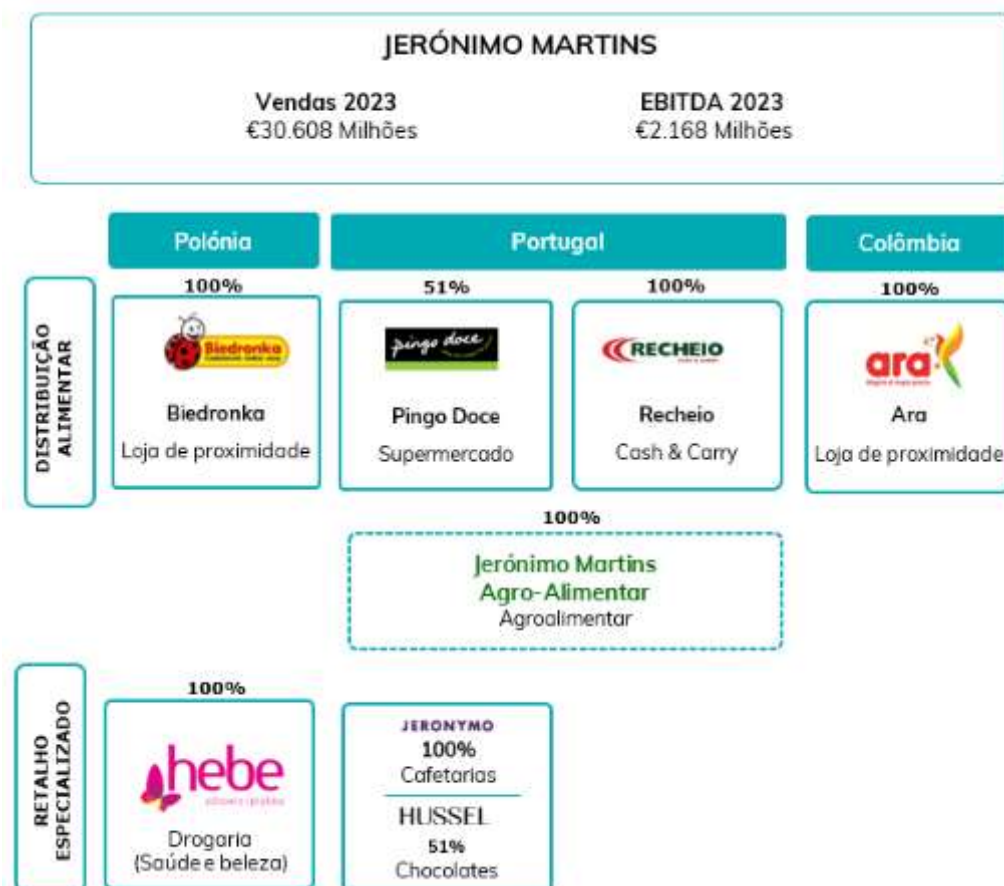 JERÓNIMO MARTINS
Vendas 2023
€30.608 Milhões
EBITDA 2023
€2.168 Milhões
Polónia
Portugal
Colômbia
DISTRIBUIÇÃO
ALIMENTAR
100%
Biedronka
Biedronka
Loja de proximidade
51%
pingo doce
Pingo Doce
Supermercado
100%
RECHEIO
Recheio
Cash & Carry
100%
ara
Ara
Loja de proximidade
100%
Jerónimo Martins
Agro-Alimentar
Agroalimentar
RETALHO
ESPECIALIZADO
100%
hebe
Drogaria
(Saúde e beleza)
JERONYMO
100%
Cafetarias
HUSSEL
51%
Chocolates